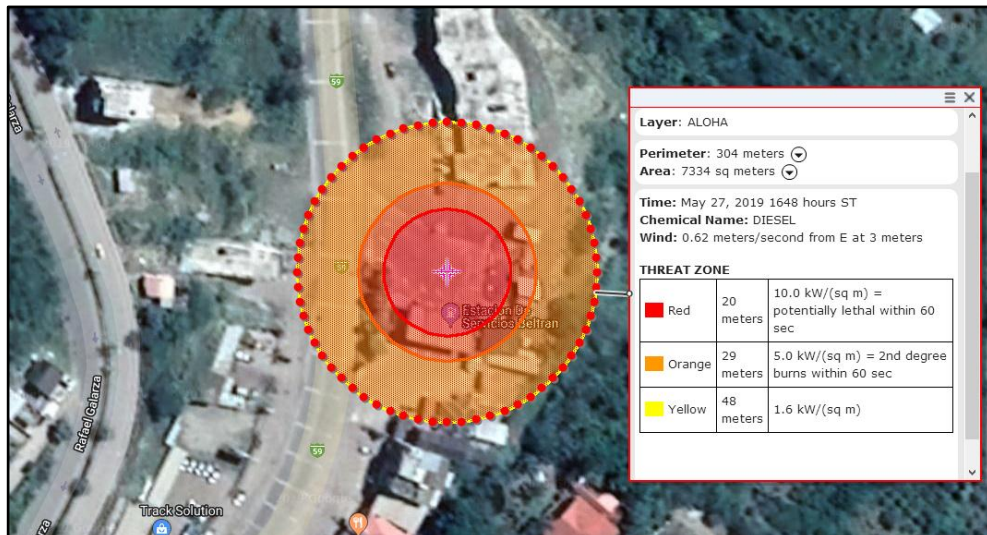 59
59
59
Galarza
Rafael Galarza
Estación De
Servicios Beltran
Track Solution
Layer: ALOHA
Perimeter: 304 meters
Area: 7334 sq meters
Time: May 27, 2019 1648 hours ST
Chemical Name: DIESEL
Wind: 0.62 meters/second from E at 3 meters
THREAT ZONE
Red
20
meters
10.0 kW/(sq m) =
potentially lethal within 60
sec
Orange
29
meters
5.0 kW/(sq m) = 2nd degree
burns within 60 sec
Yellow
48
meters
1.6 kW/(sq m)